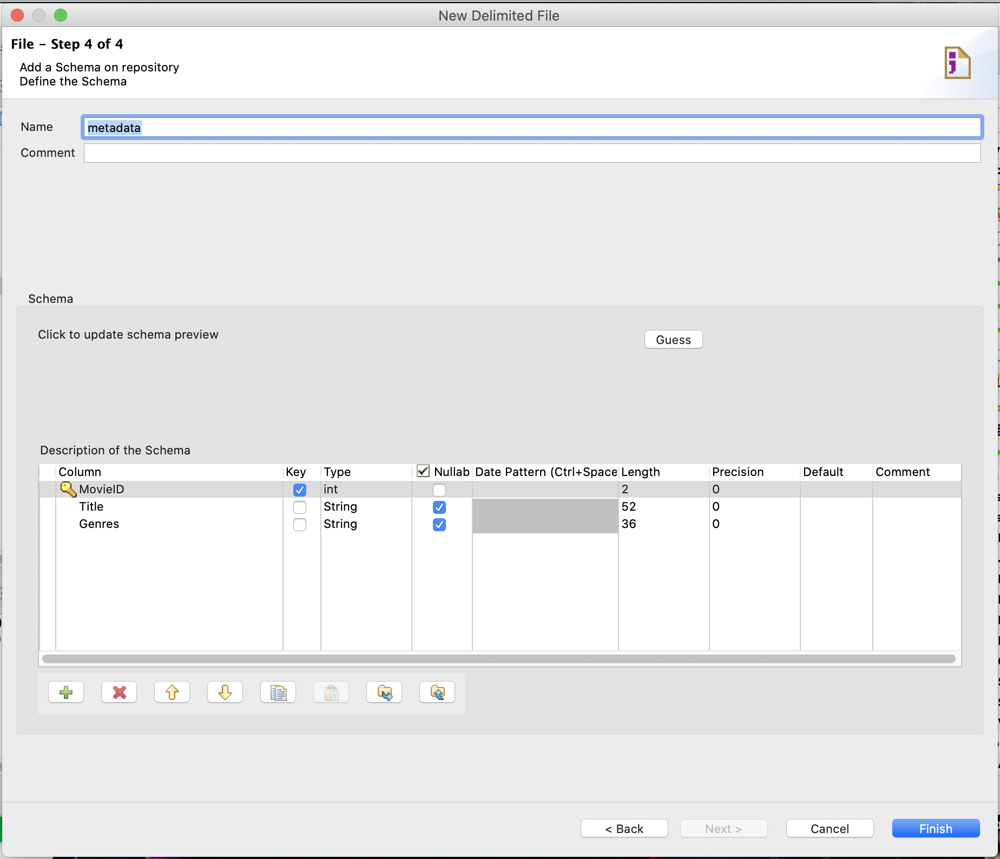 New Delimited File
File – Step 4 of 4
Add a Schema on repository
Define the Schema
Name metadata
Comment
Schema
Click to update schema preview Guess
Description of the Schema
Column Key Type Nullab Date Pattern (Ctrl+Space Length Precision Default Comment
MovieID int 2 0
Title String 52 0
Genres String 36 0
< Back Next > Cancel Finish